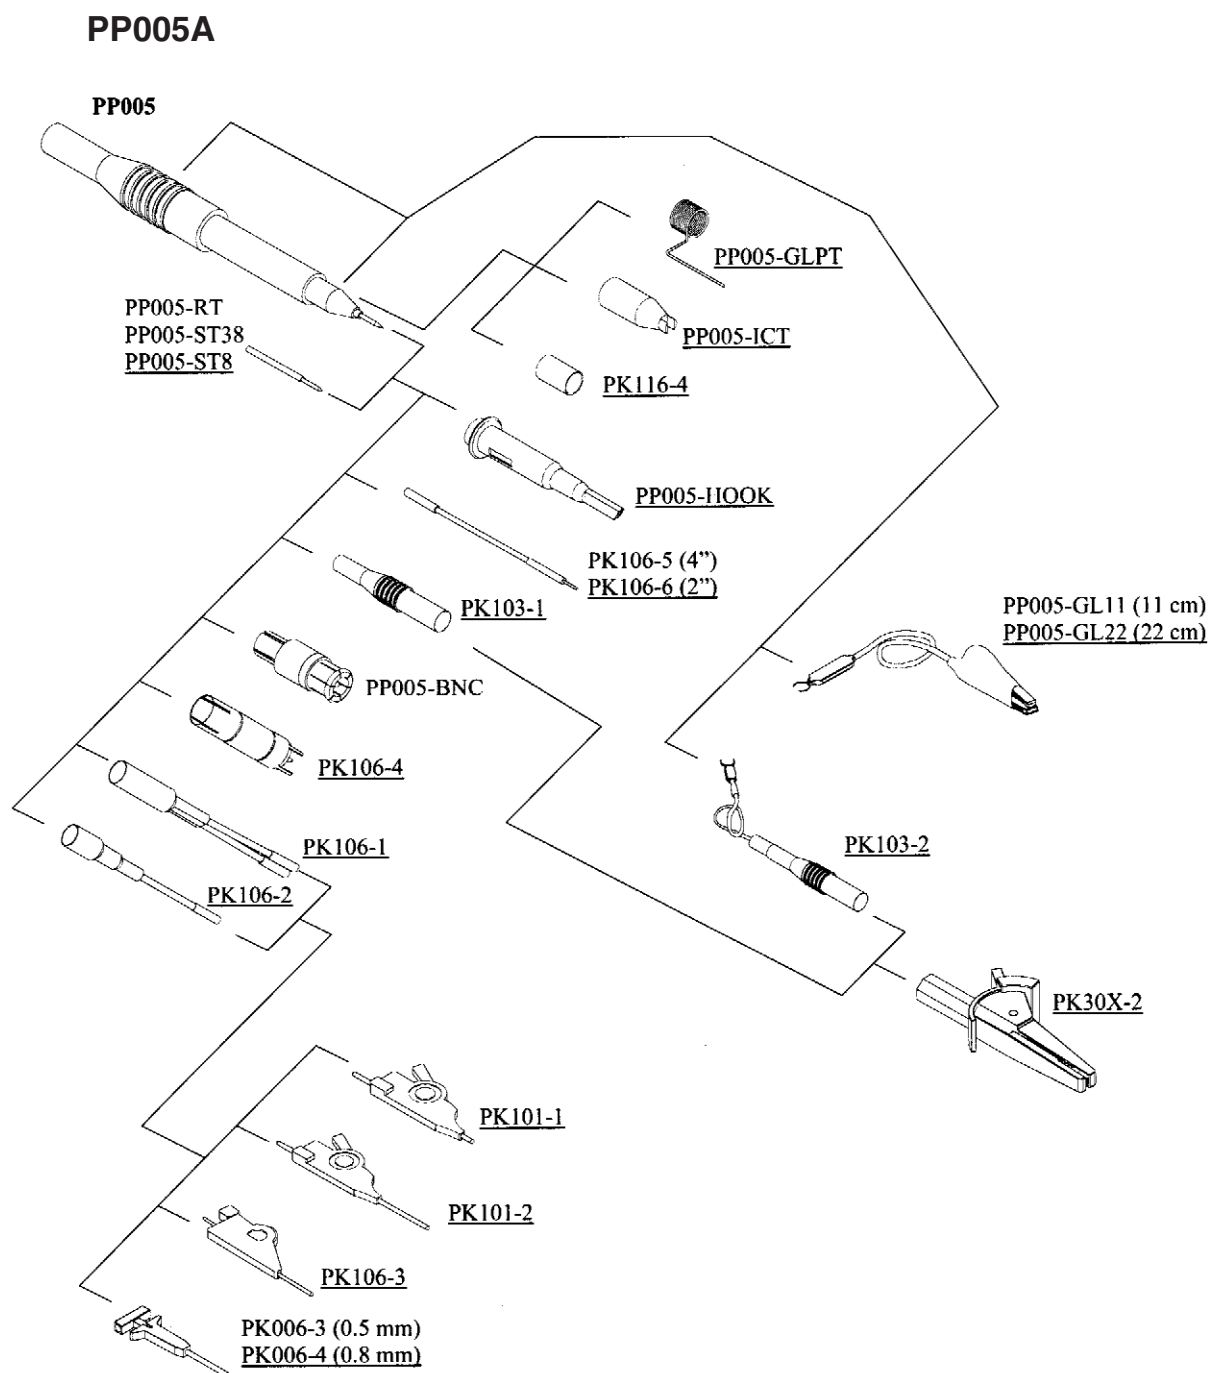 PP005A
PP005
PP005-GLPT
PP005-RT
PP005-ST38
PP005-ST8
PP005-ICT
PK116-4
PP005-HOOK
PK106-5 (4”)
PK106-6 (2”)
PK103-1
PP005-GL11 (11 cm)
PP005-GL22 (22 cm)
PP005-BNC
PK106-4
PK106-1
PK103-2
PK106-2
PK30X-2
PK101-1
PK101-2
PK106-3
PK006-3 (0.5 mm)
PK006-4 (0.8 mm)